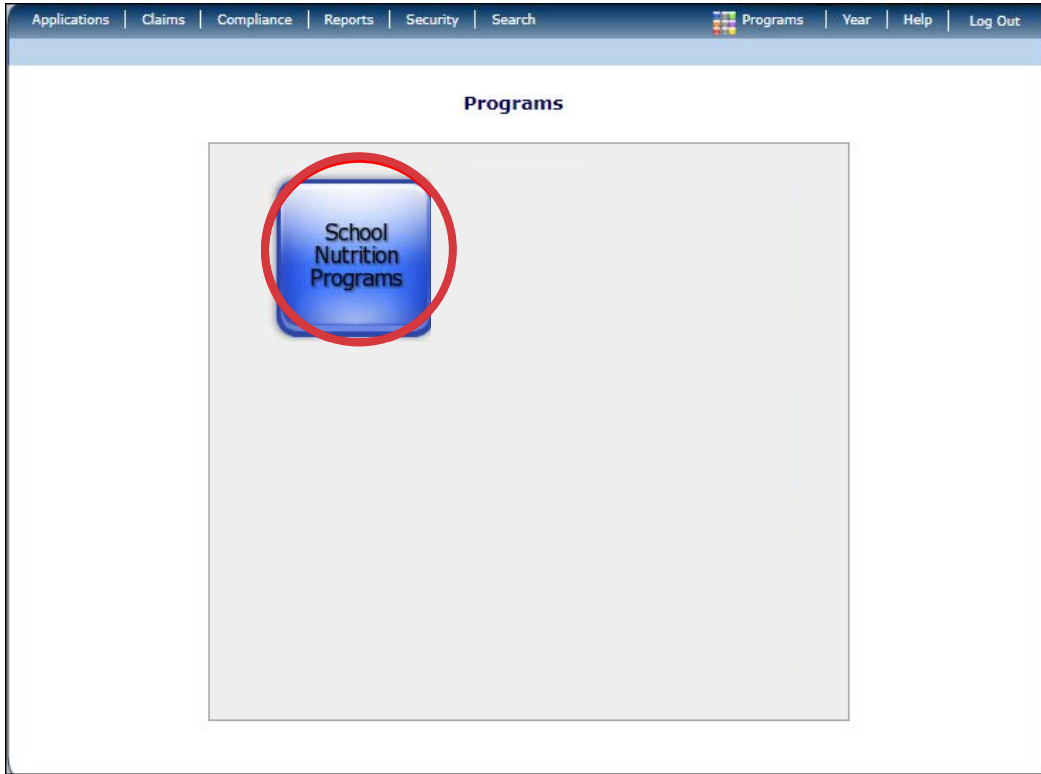 Applications | Claims | Compliance | Reports | Security | Search Programs | Year | Help | Log Out
Programs
School
Nutrition
Programs